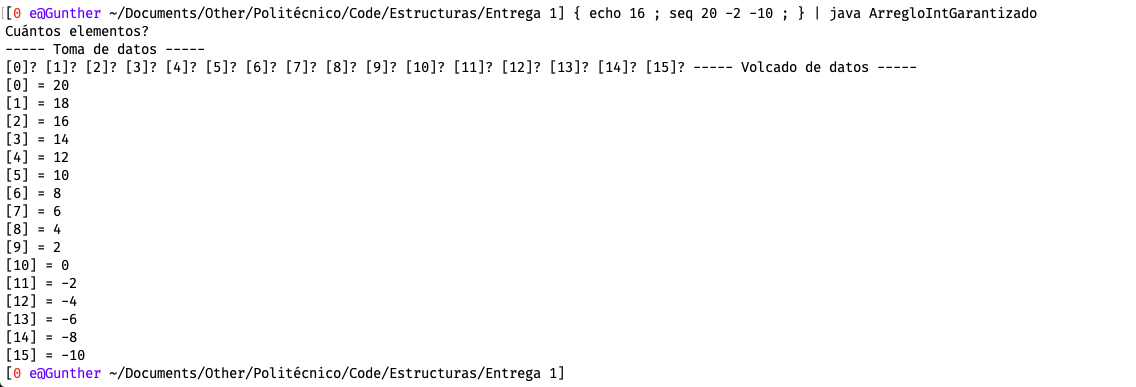 [0 e@Gunther ~/Documents/Other/Politécnico/Code/Estructuras/Entrega 1] { echo 16 ; seq 20 -2 -10 ; } | java ArregloIntGarantizado
Cuántos elementos?
----- Toma de datos -----
[0]? [1]? [2]? [3]? [4]? [5]? [6]? [7]? [8]? [9]? [10]? [11]? [12]? [13]? [14]? [15]? ----- Volcado de datos -----
[0] = 20
[1] = 18
[2] = 16
[3] = 14
[4] = 12
[5] = 10
[6] = 8
[7] = 6
[8] = 4
[9] = 2
[10] = 0
[11] = -2
[12] = -4
[13] = -6
[14] = -8
[15] = -10
[0 e@Gunther ~/Documents/Other/Politécnico/Code/Estructuras/Entrega 1]